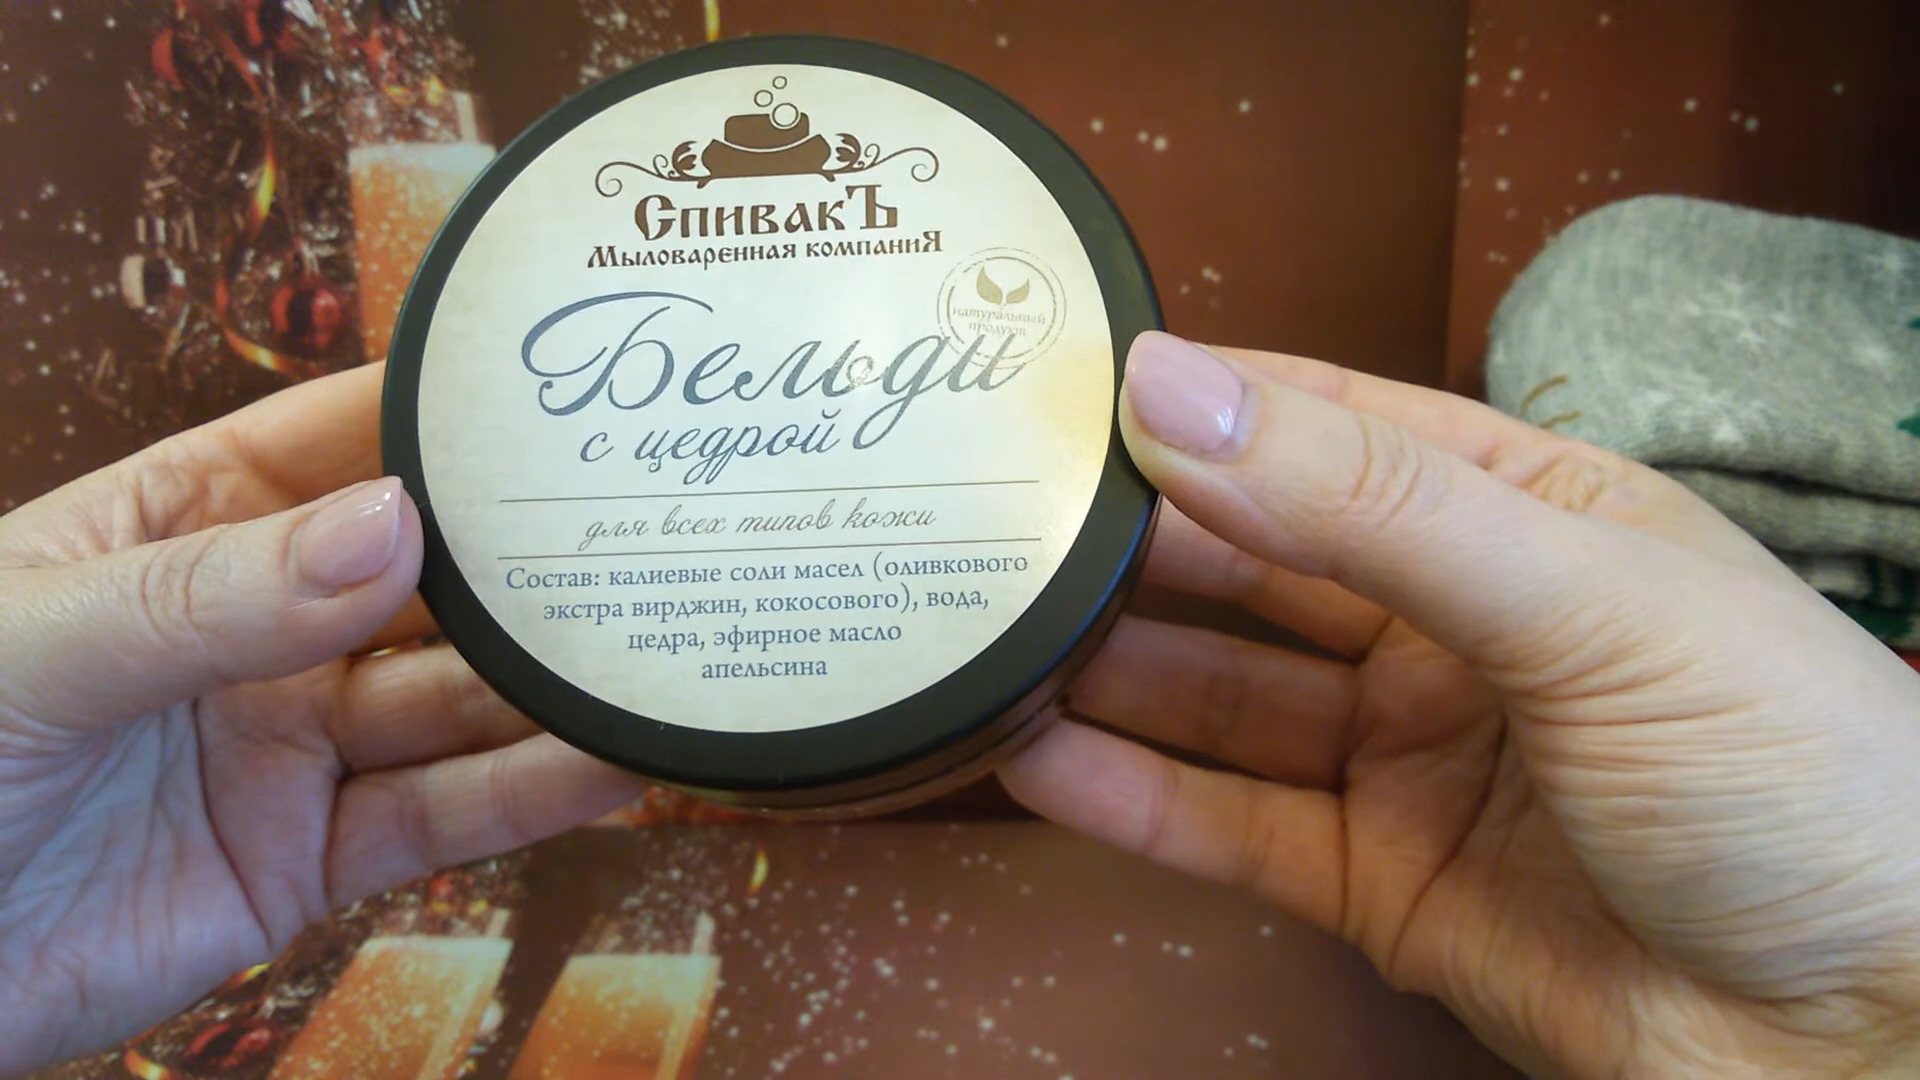 СпивакЪ
Мыловаренная компаниЯ
натуральный
продукт
Бельди
с цедрой
для всех типов кожи
Состав: калиевые соли масел (оливкового
экстра вирджин, кокосового), вода,
цедра, эфирное масло
апельсина